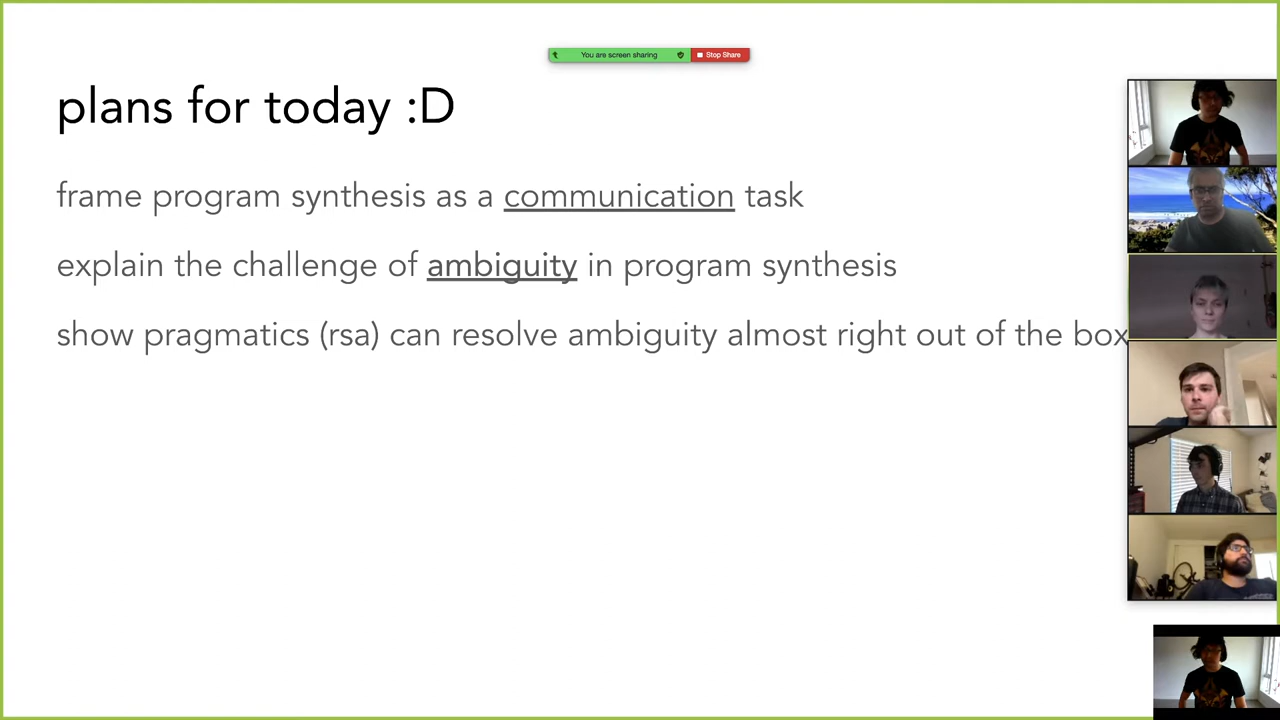 You are screen sharing
Stop Share
plans for today :D
frame program synthesis as a communication task
explain the challenge of ambiguity in program synthesis
show pragmatics (rsa) can resolve ambiguity almost right out of the box